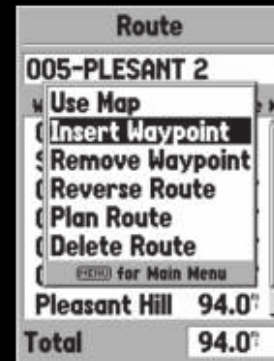 Route
005-PLESANT 2
Use Map
Insert Waypoint
Remove Waypoint
Reverse Route
Plan Route
Delete Route
MENU for Main Menu
Pleasant Hill 94.0
Total 94.0